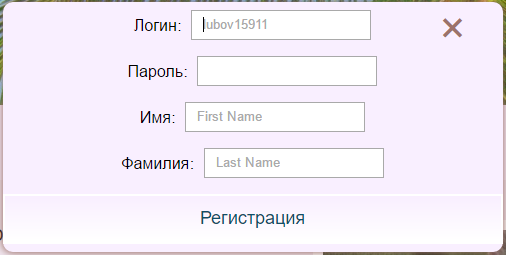 Логин: lubov15911
Пароль:
Имя: First Name
Фамилия: Last Name
Регистрация